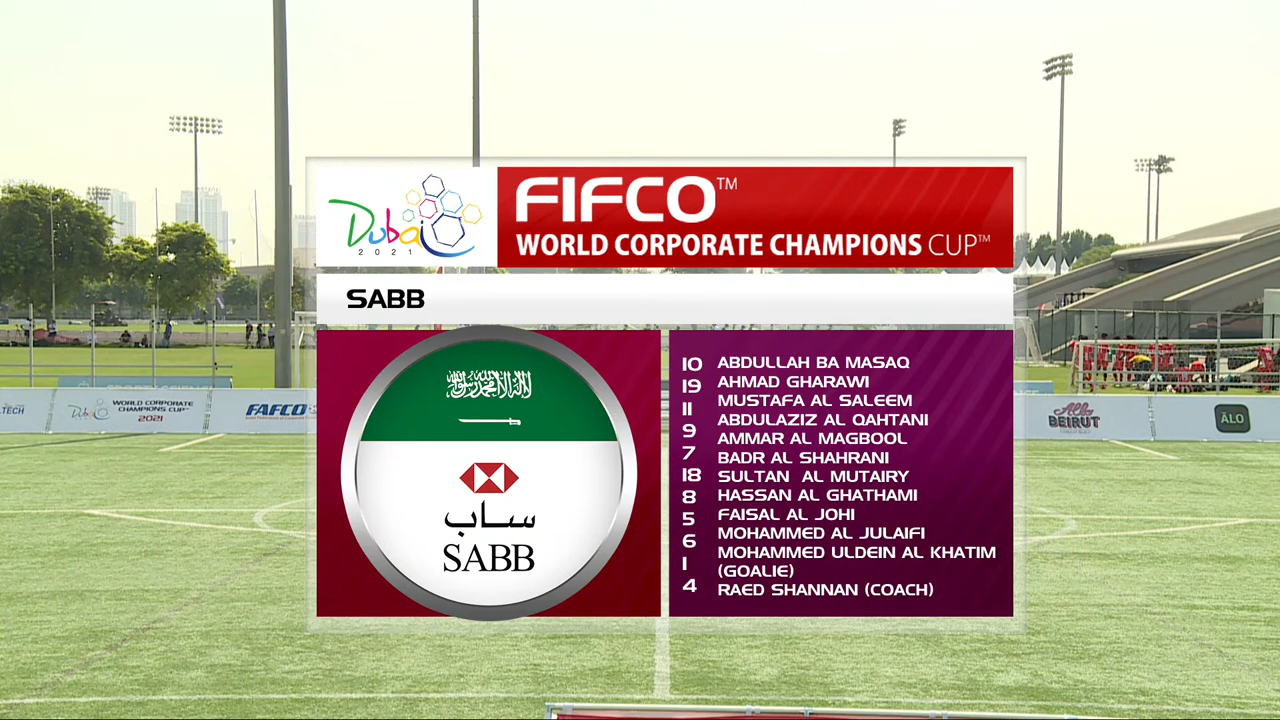 Dubai
2021
FIFCO™
WORLD CORPORATE CHAMPIONS CUP™
SABB
لا إله إلا الله محمد رسول الله
ساب
SABB
10
19
11
9
7
18
8
5
6
1
4
ABDULLAH BA MASAQ
AHMAD GHARAWI
MUSTAFA AL SALEEM
ABDULAZIZ AL QAHTANI
AMMAR AL MAGBOOL
BADR AL SHAHRANI
SULTAN AL MUTAIRY
HASSAN AL GHATHAMI
FAISAL AL JOHI
MOHAMMED AL JULAIFI
MOHAMMED ULDEIN AL KHATIM
(GOALIE)
RAED SHANNAN (COACH)
Dubai
WORLD CORPORATE
CHAMPIONS CUP™
2021
FAFCO
Allo
BEIRUT
ALO